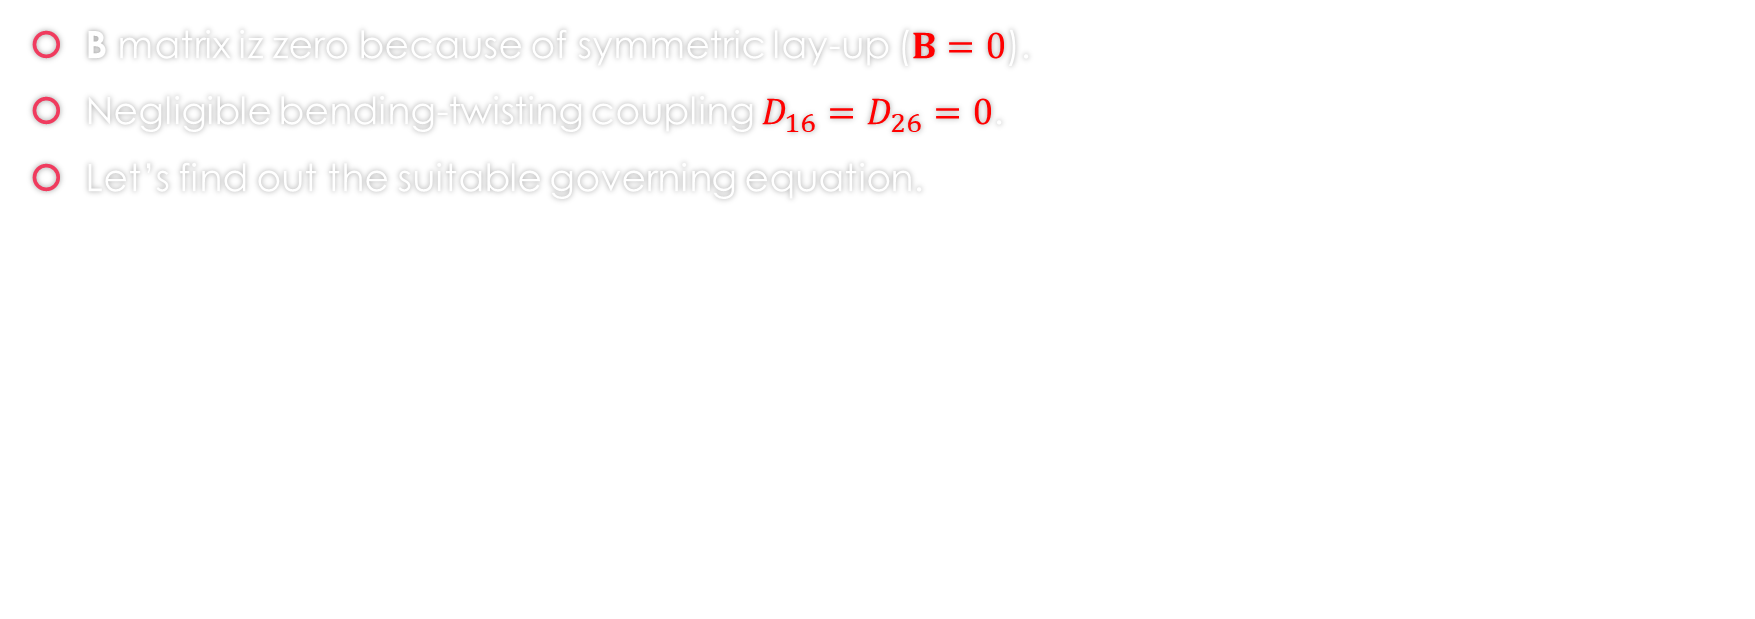 B matrix iz zero because of symmetric lay-up (B = 0).
Negligible bending-twisting coupling D₁₆ = D₂₆ = 0.
Let's find out the suitable governing equation.